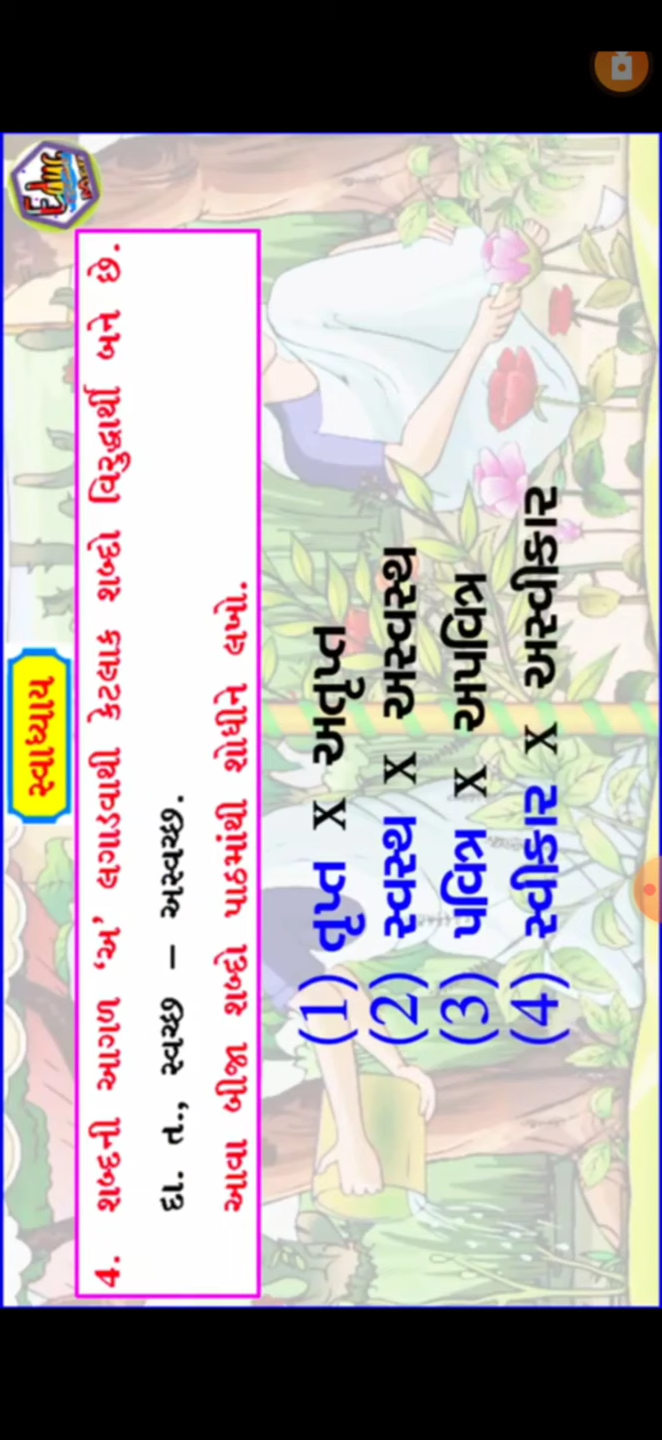 સ્વાધ્યાય
4. શબ્દની આગળ ‘અ’ લગાડવાથી કેટલાક શબ્દો વિરુદ્ધાર્થી બને છે.
દા. ત., સ્વચ્છ – અસ્વચ્છ.
આવા બીજા શબ્દો પાઠમાંથી શોધીને લખો.
(1) તૃપ્ત X અતૃપ્ત
(2) સ્વસ્થ X અસ્વસ્થ
(3) પવિત્ર X અપવિત્ર
(4) સ્વીકાર X અસ્વીકાર